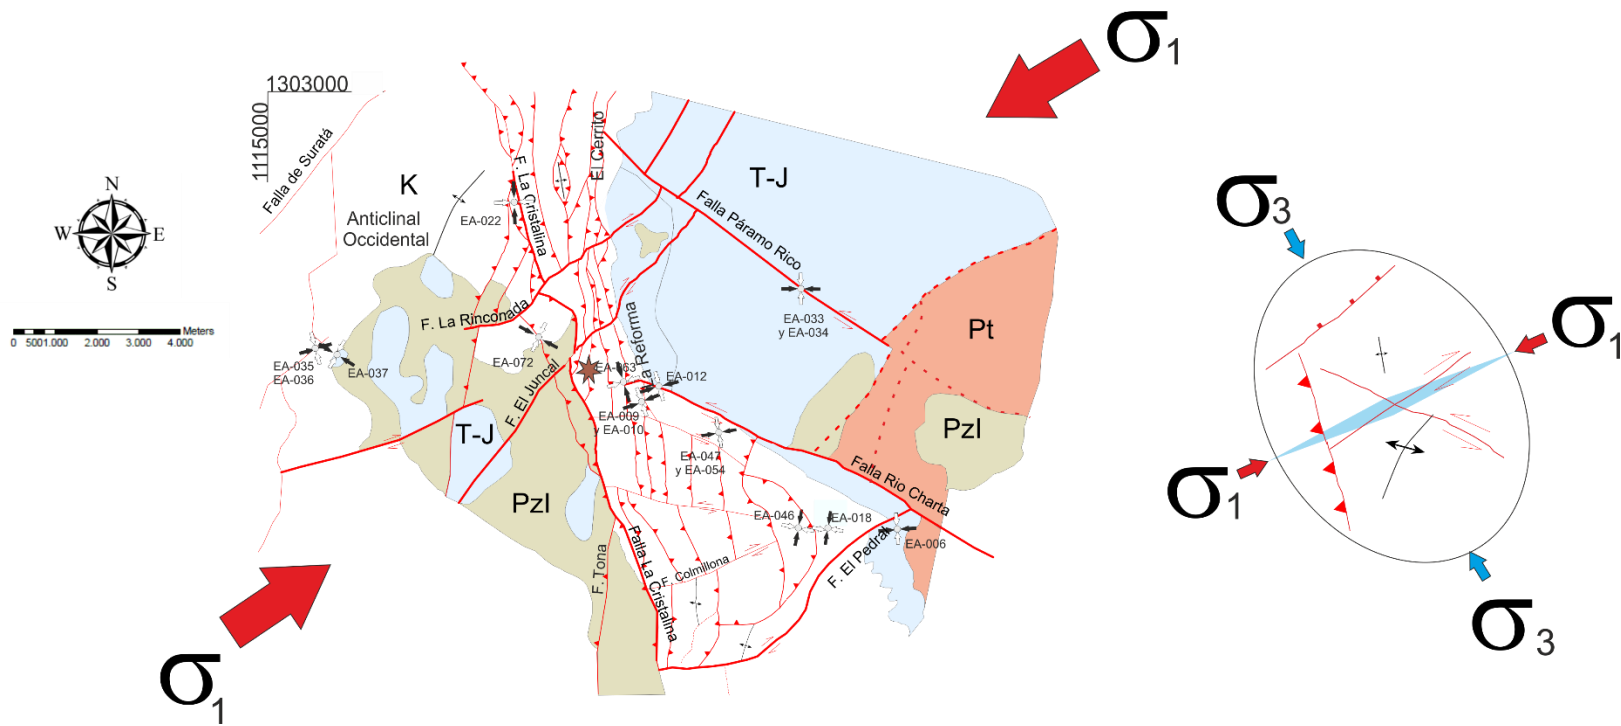 σ1
1303000
1115000
Falla de Suratá
K
Anticlinal
Occidental
EA-022
F. La Cristalina
El Cerrito
T-J
Falla Páramo Rico
N
W
E
S
Meters
0 5001.000 2.000 3.000 4.000
F. La Rinconada
EA-033
y EA-034
Pt
EA-035
EA-036
EA-037
EA-072
EA-063
Reforma
EA-012
EA-009
y EA-010
F. El Juncal
T-J
PzI
EA-047
y EA-054
PzI
Falla Rio Charta
EA-046
EA-018
EA-006
F. Tona
Falla La Cristalina
F. Colmillona
F. El Pedral
σ1
σ3
σ1
σ1
σ3